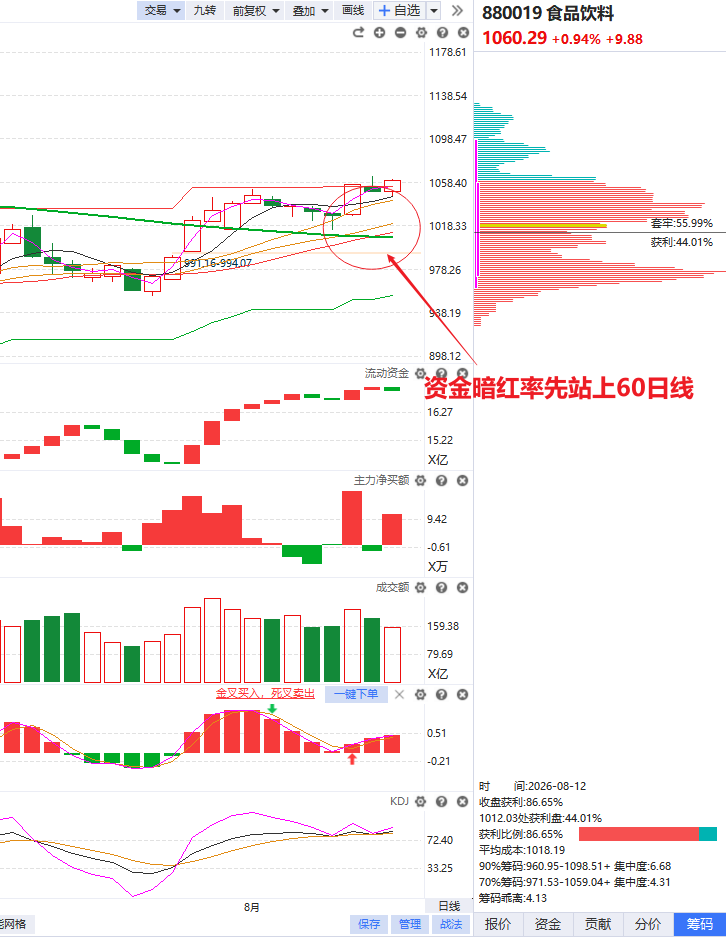 交易 九转 前复权 叠加 画线 自选
880019 食品饮料
1060.29 +0.94% +9.88
1178.61
1138.54
1098.47
1058.40
1018.33
978.26
938.19
898.12
991.16-994.07
套牢:55.99%
获利:44.01%
流动资金
资金暗红率先站上60日线
16.27
15.22
X亿
主力净买额
9.42
-0.61
X万
成交额
159.38
79.69
X亿
金叉买入，死叉卖出 一键下单
0.51
-0.21
KDJ
72.40
33.25
8月 日线
时 间:2026-08-12
收盘获利:86.65%
1012.03处获利盘:44.01%
获利比例:86.65%
平均成本:1018.19
90%筹码:960.95-1098.51+ 集中度:6.68
70%筹码:971.53-1059.04+ 集中度:4.31
筹码乖离:4.13
网格 保存 管理 战法
报价 资金 贡献 分价 筹码